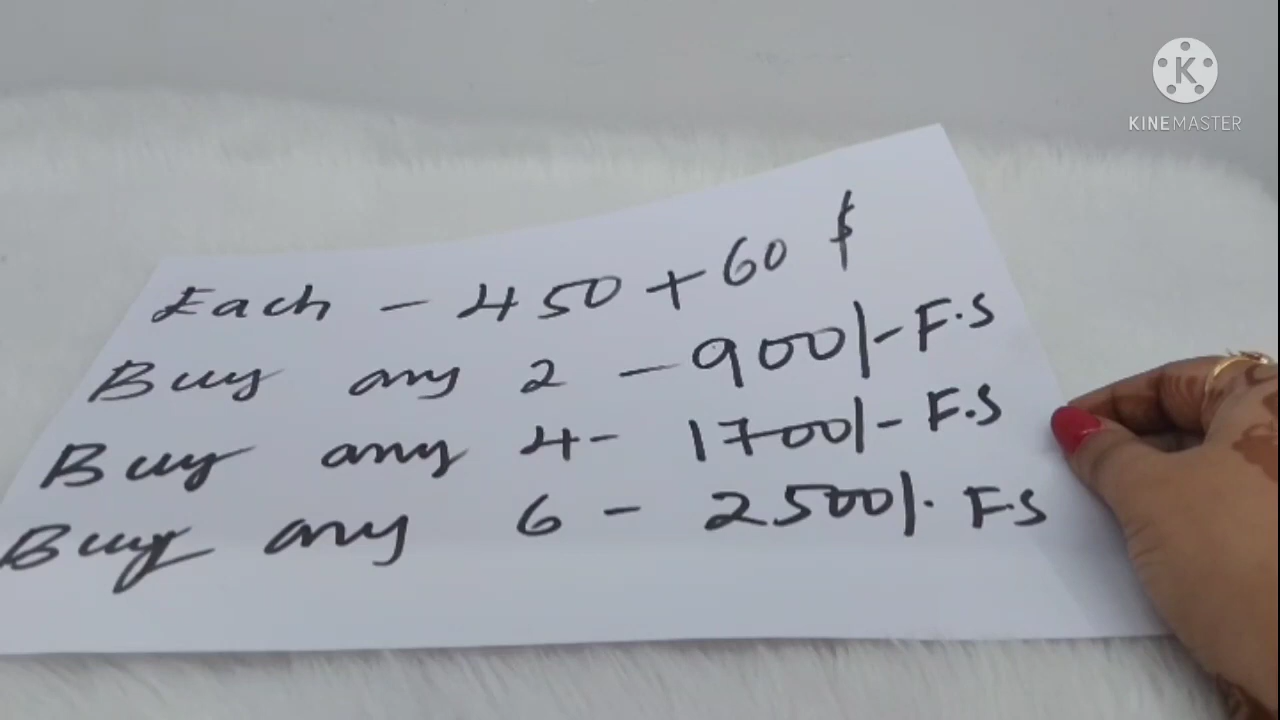 KINEMASTER
Each - 450 + 60 $
Buy any 2 - 900/- F.S
Buy any 4 - 1700/- F.S
Buy any 6 - 2500/- F.S